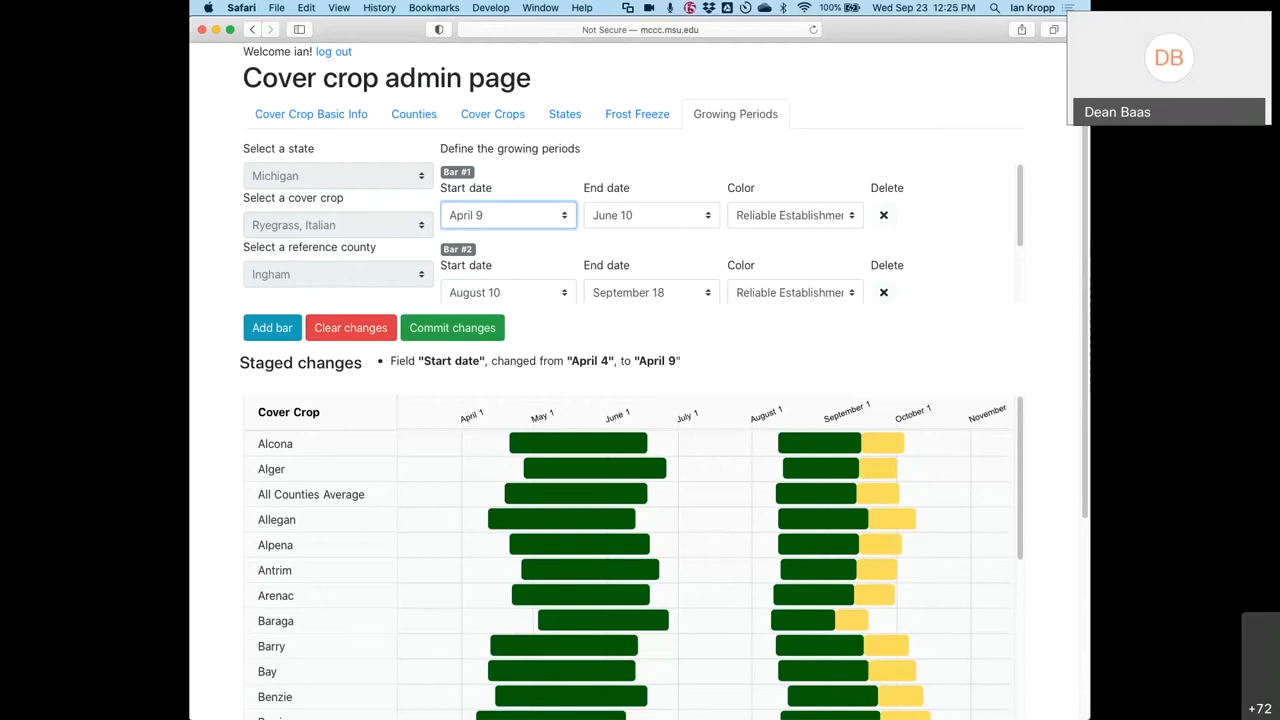 Safari File Edit View History Bookmarks Develop Window Help 100% Wed Sep 23 12:25 PM Ian Kropp
Not Secure — mccc.msu.edu
DB
Dean Baas
Welcome ian! log out
Cover crop admin page
Cover Crop Basic Info Counties Cover Crops States Frost Freeze Growing Periods
Select a state Define the growing periods
Michigan
Bar #1
Start date End date Color Delete
Select a cover crop
April 9 June 10 Reliable Establishmer
Ryegrass, Italian
Select a reference county
Bar #2
Start date End date Color Delete
Ingham
August 10 September 18 Reliable Establishmer
Add bar Clear changes Commit changes
Staged changes • Field "Start date", changed from "April 4", to "April 9"
Cover Crop April 1 May 1 June 1 July 1 August 1 September 1 October 1 November
Alcona
Alger
All Counties Average
Allegan
Alpena
Antrim
Arenac
Baraga
Barry
Bay
Benzie
+72